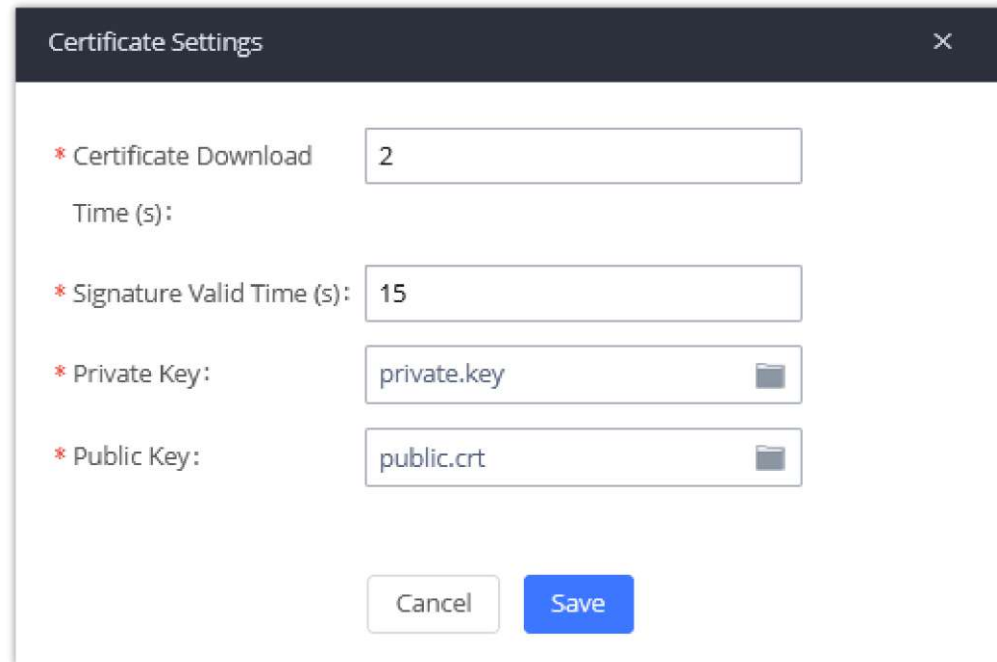 Certificate Settings
* Certificate Download
Time (s):
2
* Signature Valid Time (s):
15
* Private Key:
private.key
* Public Key:
public.crt
Cancel
Save